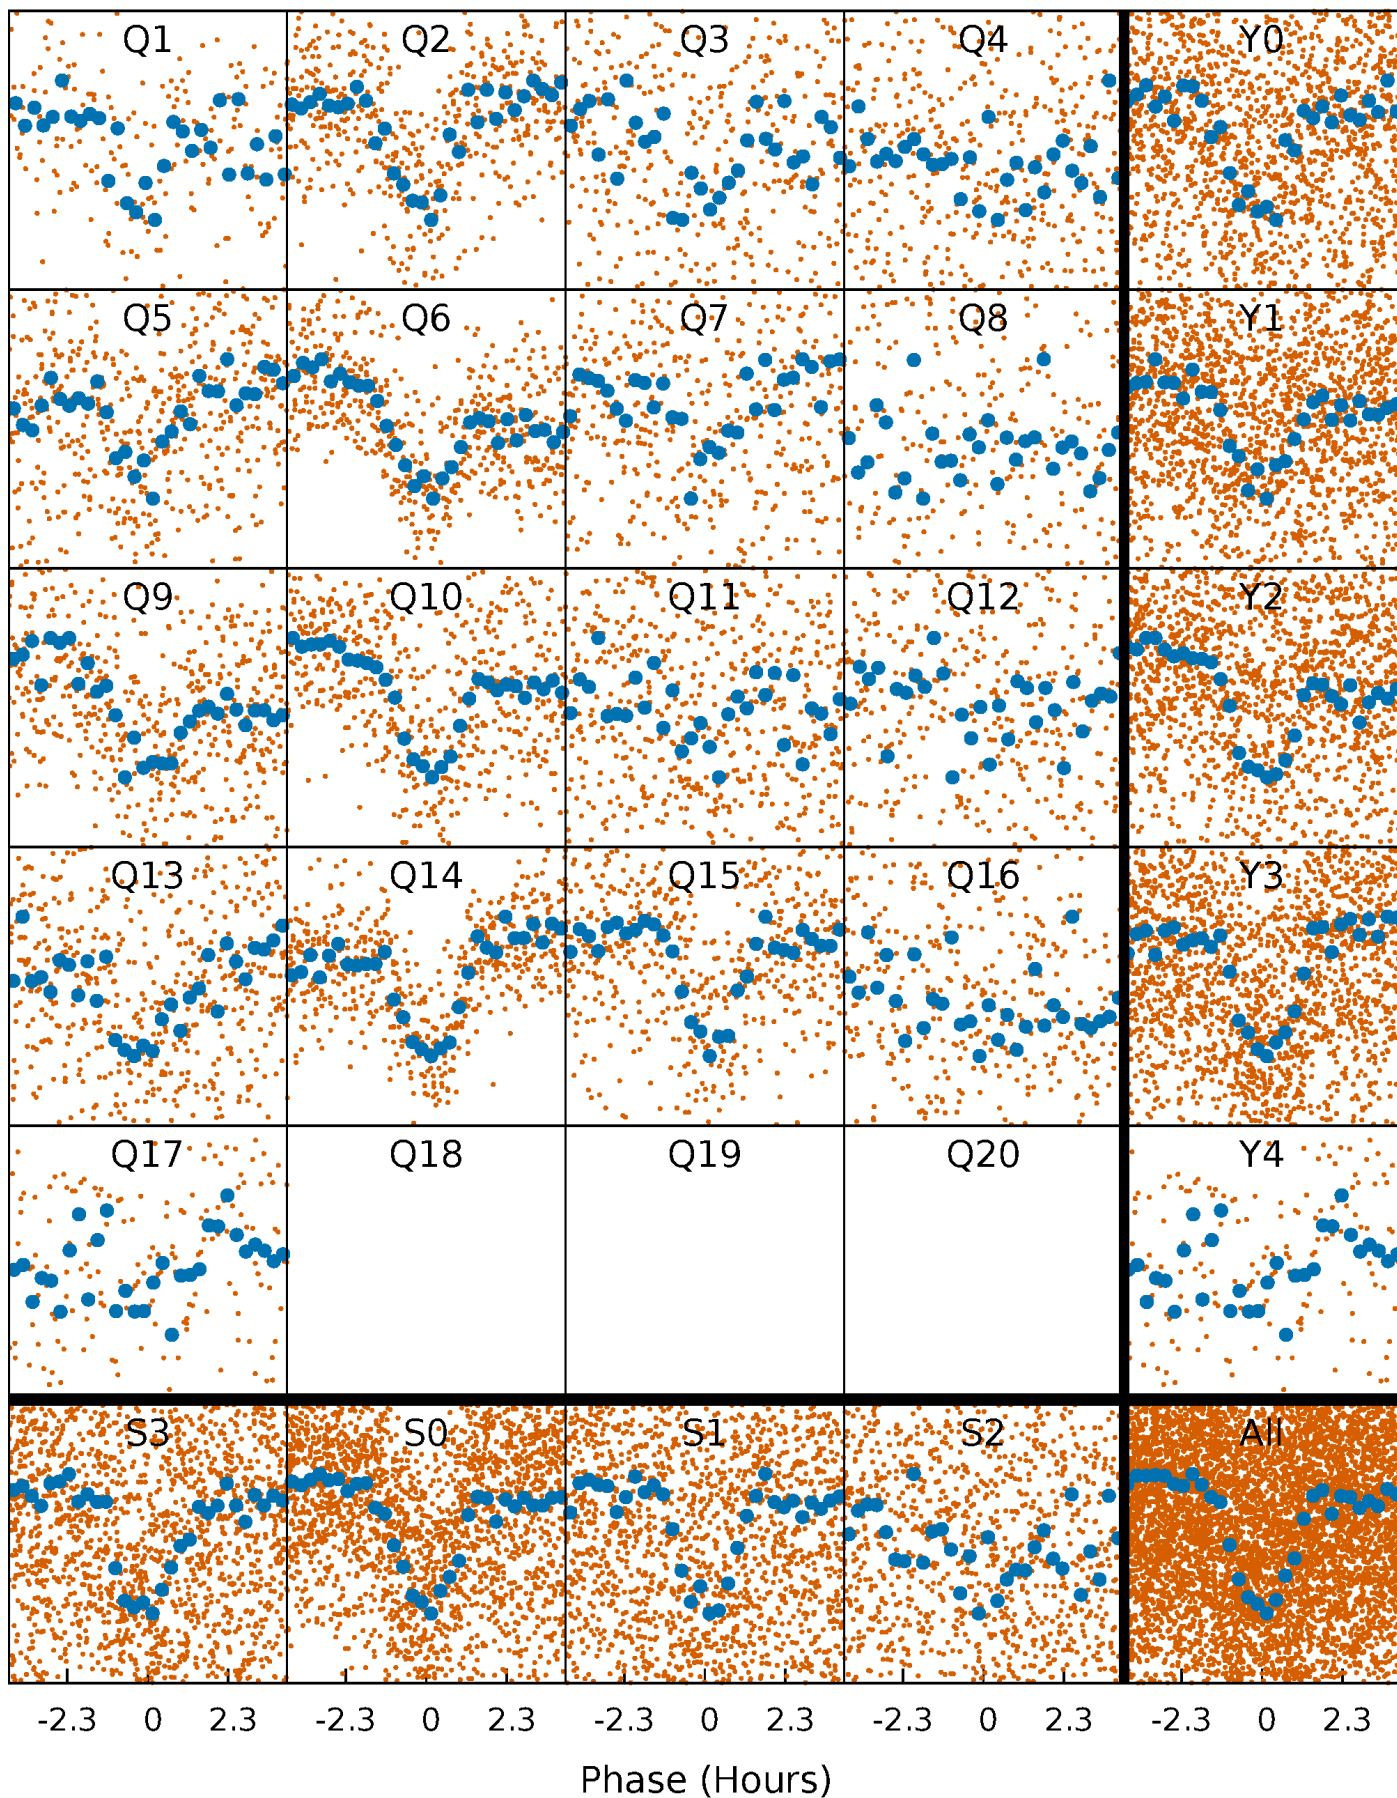 Q1 Q2 Q3 Q4 Y0
Q5 Q6 Q7 Q8 Y1
Q9 Q10 Q11 Q12 Y2
Q13 Q14 Q15 Q16 Y3
Q17 Q18 Q19 Q20 Y4
S3 S0 S1 S2 All
-2.3 0 2.3 -2.3 0 2.3 -2.3 0 2.3 -2.3 0 2.3 -2.3 0 2.3
Phase (Hours)